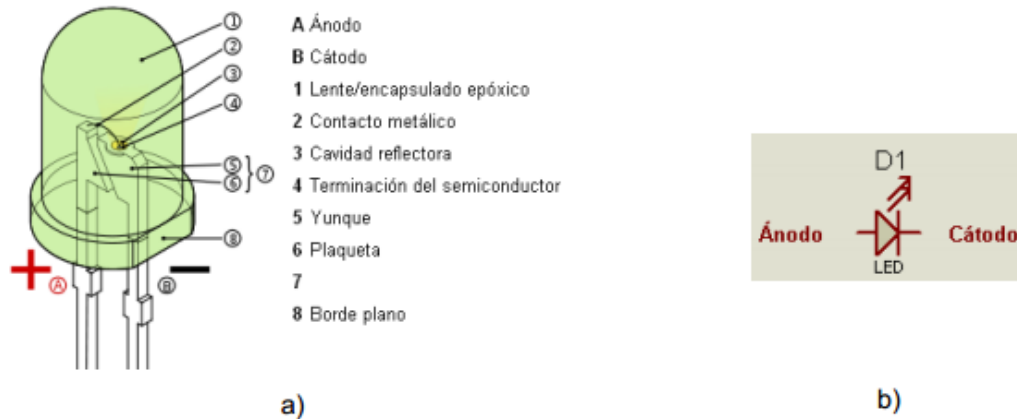 ①
②
③
④
⑤
⑥
⑦
⑧
+ Ⓐ
Ⓑ −
A Ánodo
B Cátodo
1 Lente/encapsulado epóxico
2 Contacto metálico
3 Cavidad reflectora
4 Terminación del semiconductor
5 Yunque
6 Plaqueta
7
8 Borde plano
a)
D1
Ánodo
Cátodo
LED
b)